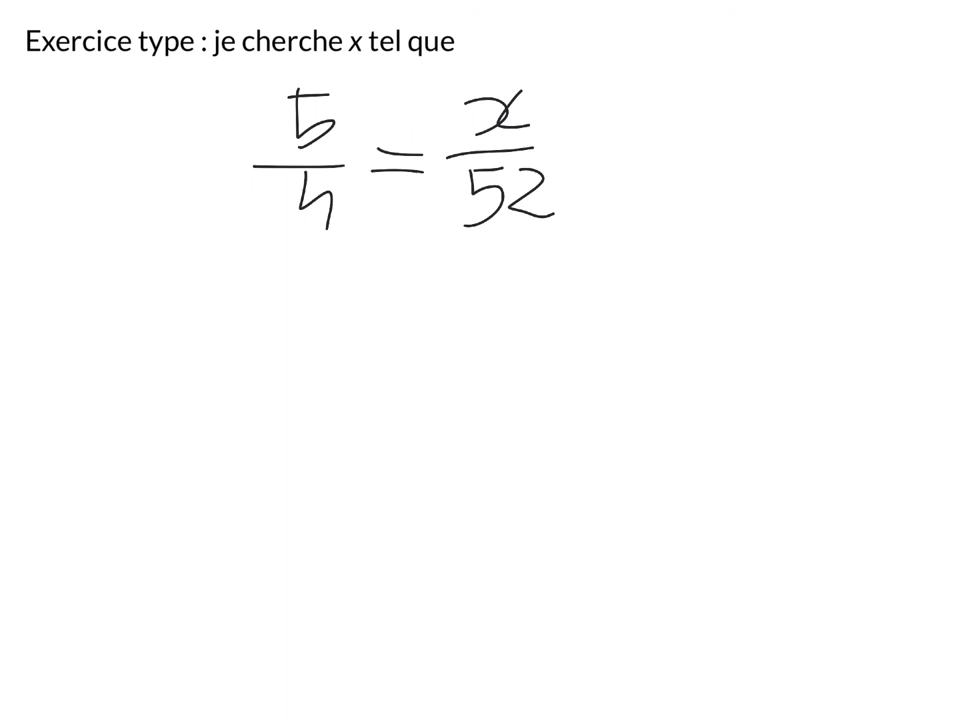 Exercice type : je cherche x tel que
5/4 = x/52